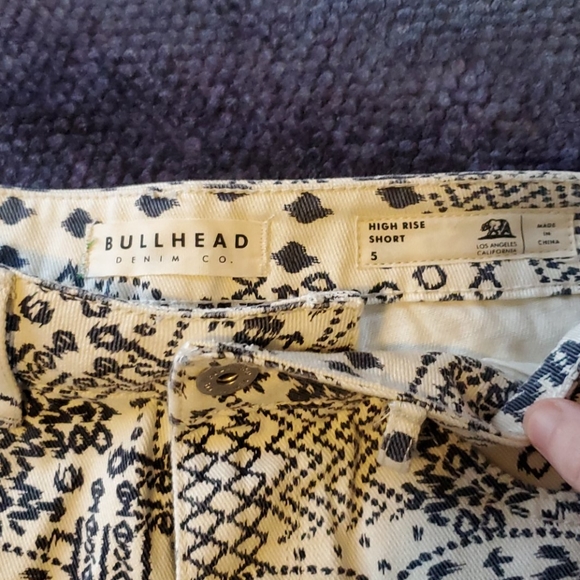 BULLHEAD
DENIM CO.
HIGH RISE
SHORT
5
LOS ANGELES
CALIFORNIA
MADE
IN
CHINA